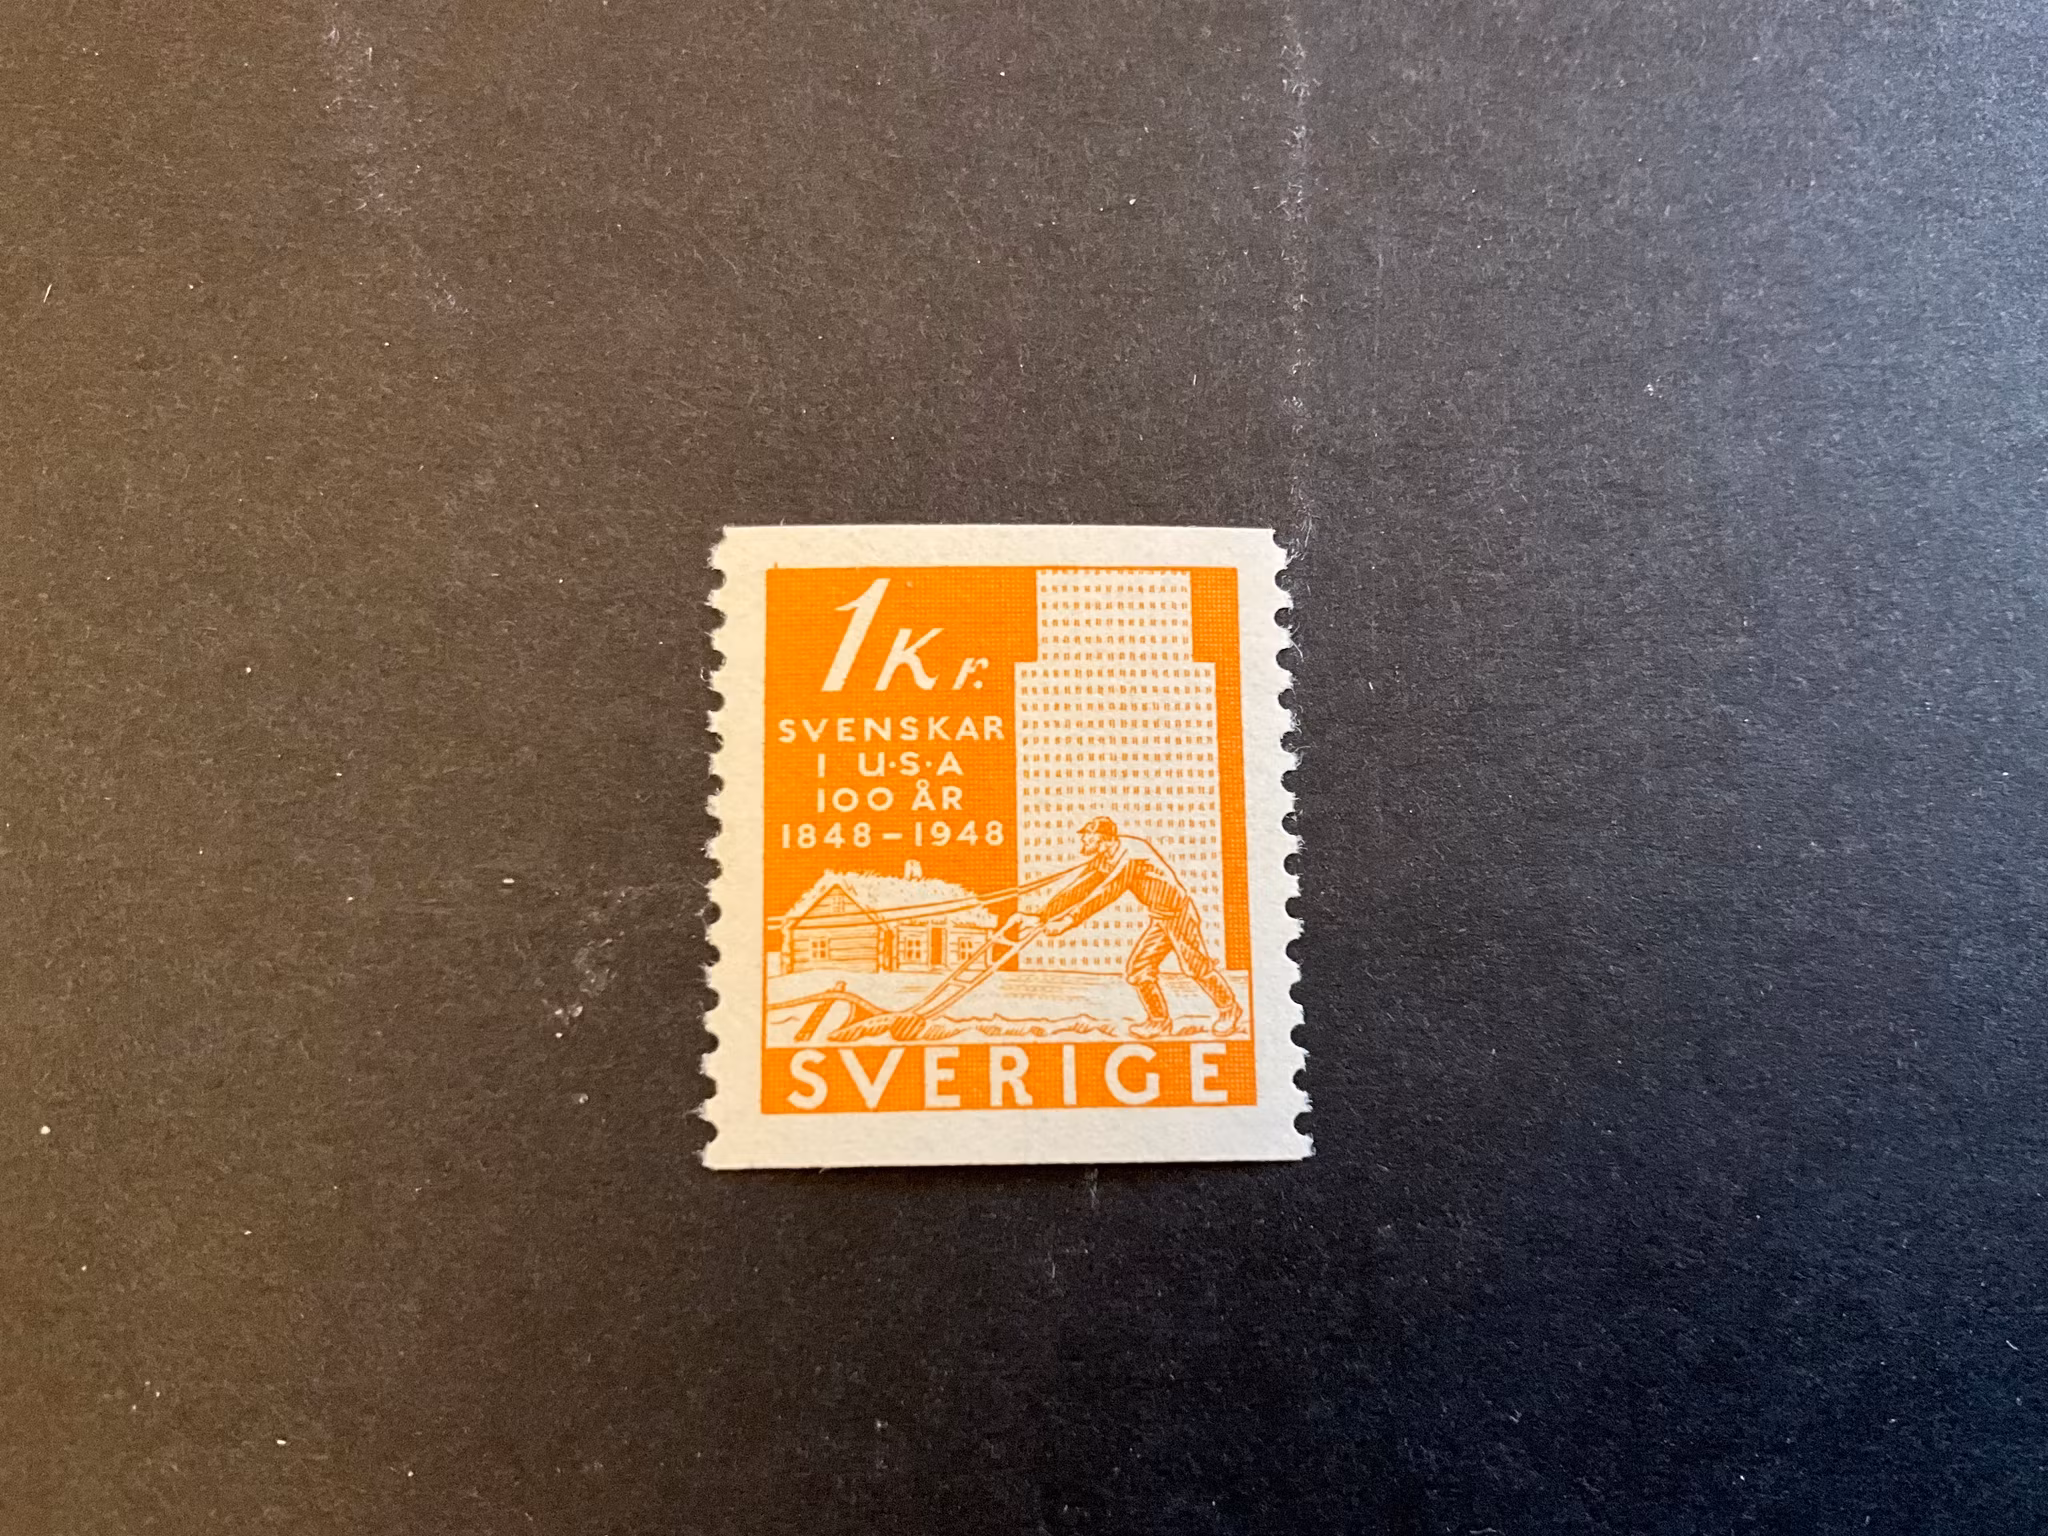 1 Kr.
SVENSKAR
I U·S·A
100 ÅR
1848–1948
SVERIGE